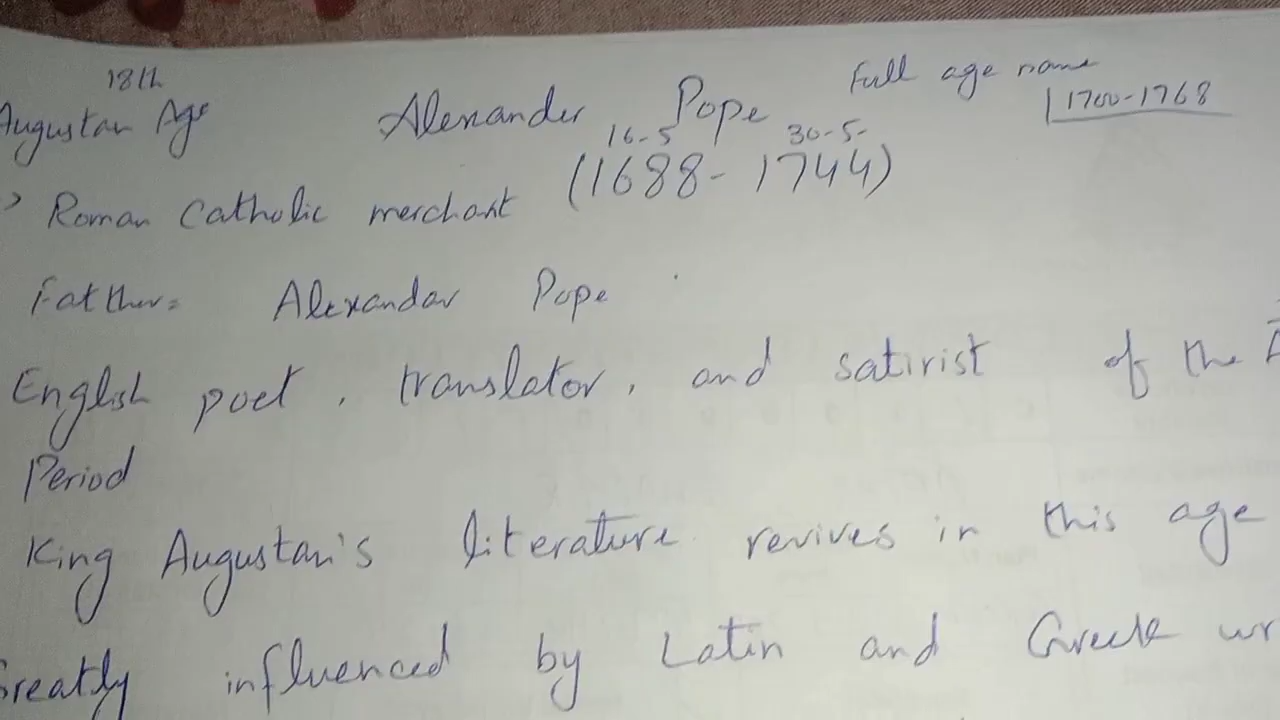 18th
Augustan Age
Alexander Pope
Full age name
1700-1768
16-5 30-5-
(1688-1744)
Roman Catholic merchant
Father= Alexandar Pope
English poet, translator, and satirist of the
Period
King Augustan's literature revives in this age
Greatly influenced by Latin and Greek